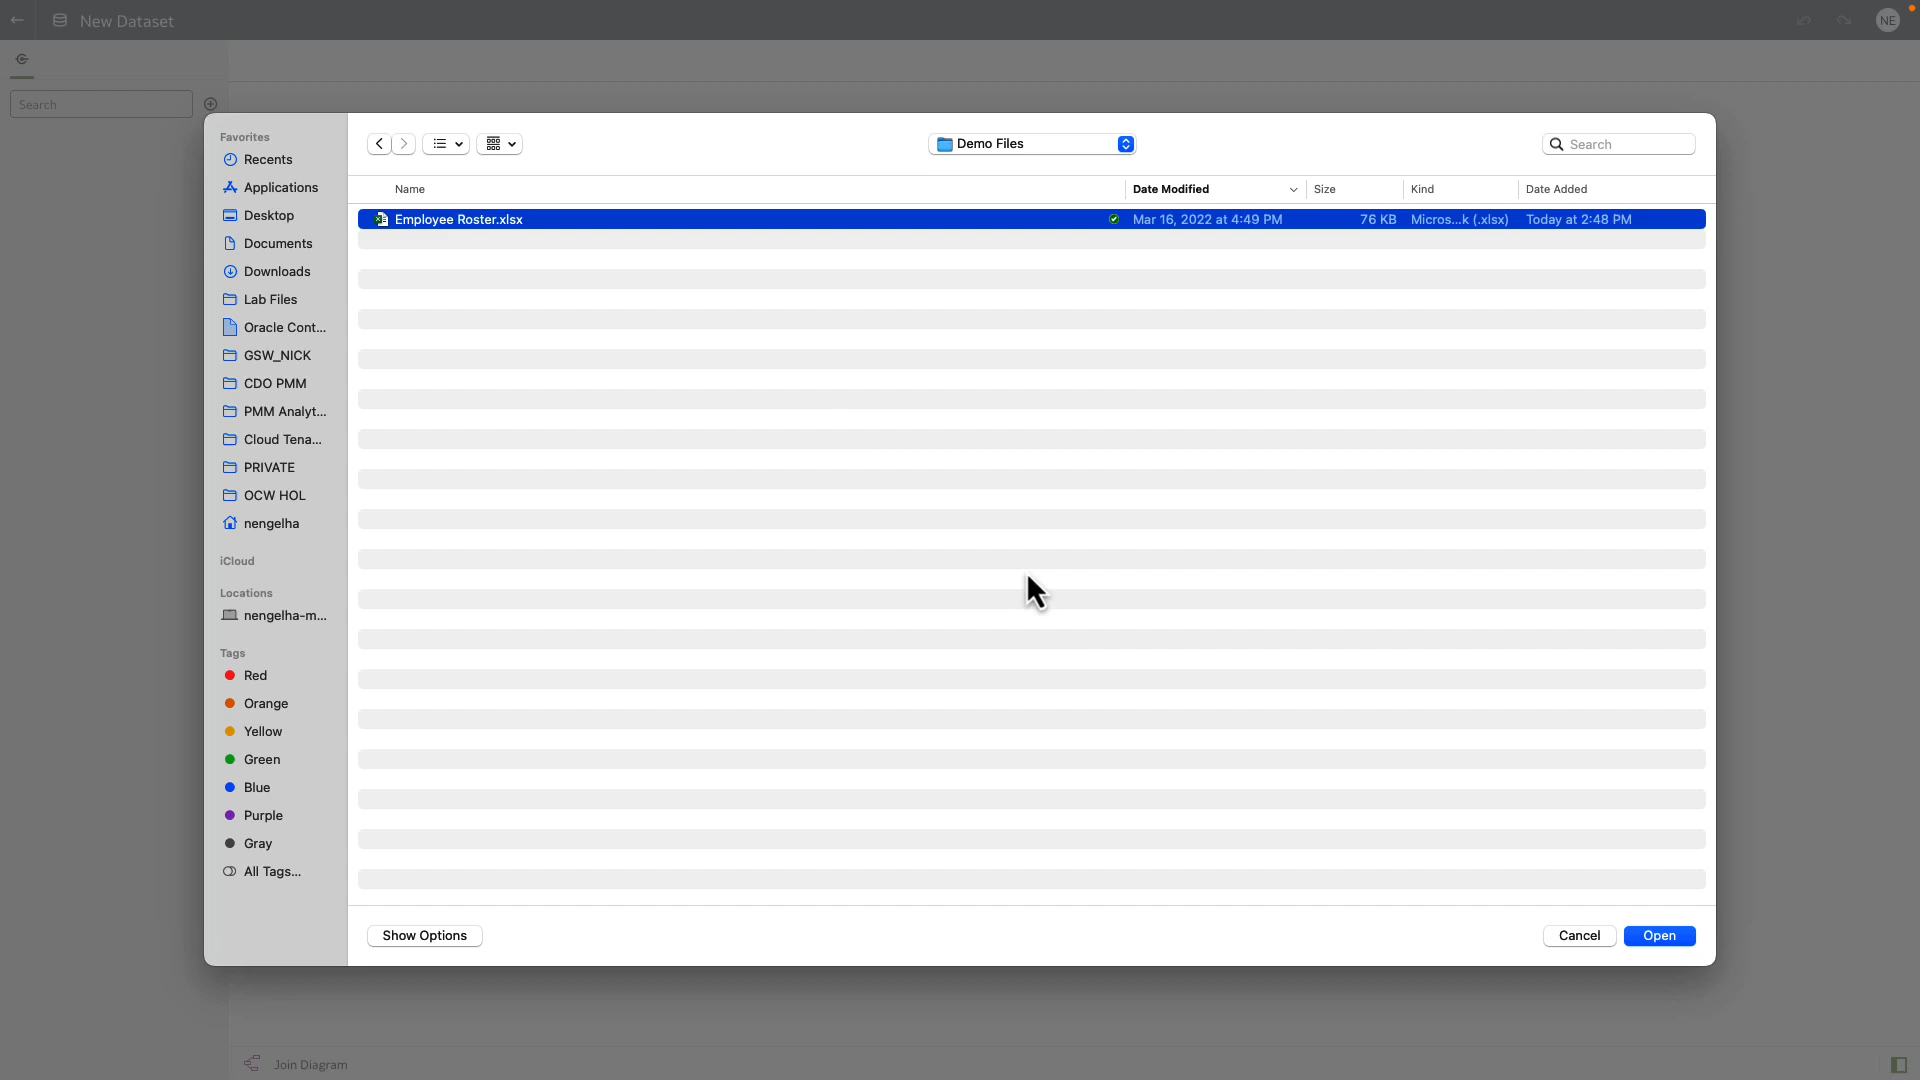 New Dataset
NE
Search
Favorites
Recents
Applications
Desktop
Documents
Downloads
Lab Files
Oracle Cont...
GSW_NICK
CDO PMM
PMM Analyt...
Cloud Tena...
PRIVATE
OCW HOL
nengelha
iCloud
Locations
nengelha-m...
Tags
Red
Orange
Yellow
Green
Blue
Purple
Gray
All Tags...
Demo Files
Search
Name Date Modified Size Kind Date Added
Employee Roster.xlsx Mar 16, 2022 at 4:49 PM 76 KB Micros...k (.xlsx) Today at 2:48 PM
Show Options
Cancel Open
Join Diagram